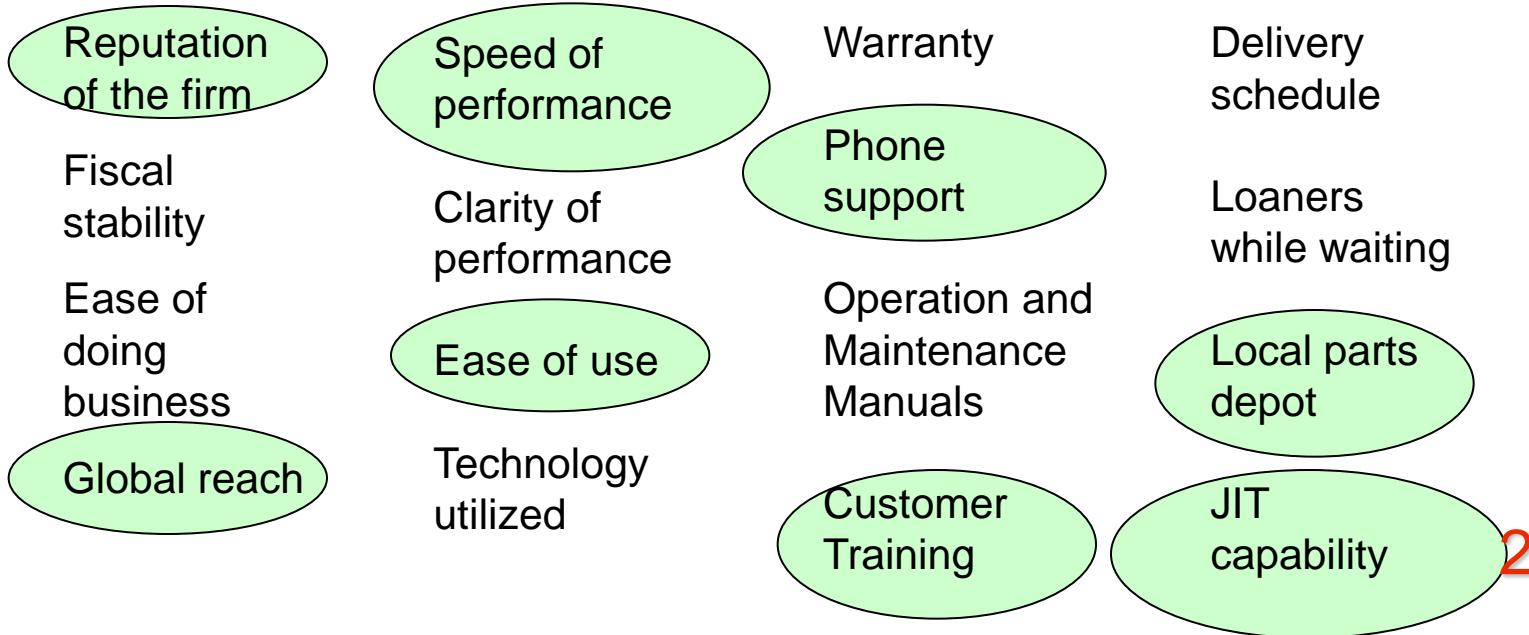 Reputation
of the firm
Fiscal
stability
Ease of
doing
business
Global reach
Speed of
performance
Clarity of
performance
Ease of use
Technology
utilized
Warranty
Phone
support
Operation and
Maintenance
Manuals
Customer
Training
Delivery
schedule
Loaners
while waiting
Local parts
depot
JIT
capability
2